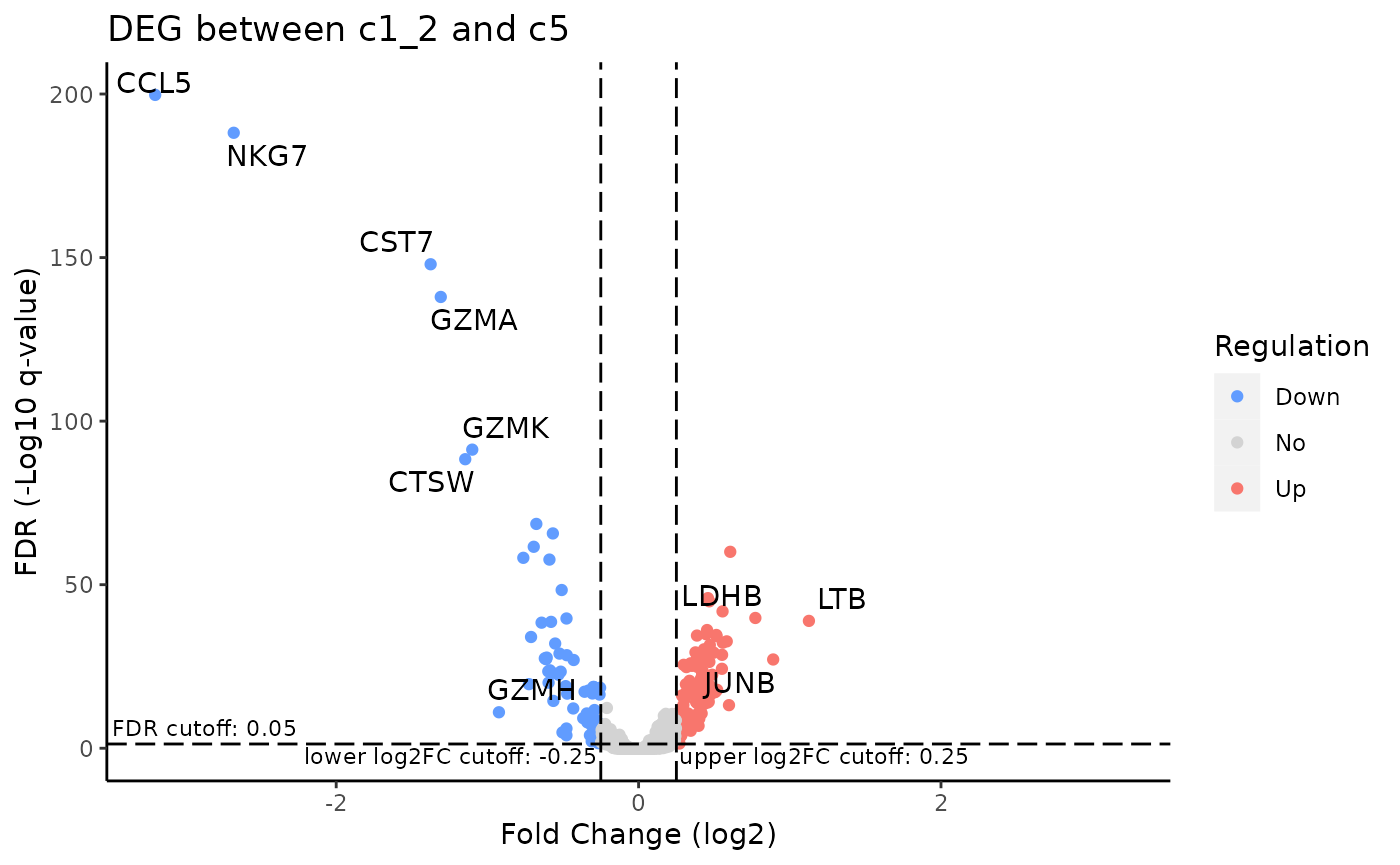 DEG between c1_2 and c5
CCL5
200
NKG7
CST7
150
GZMA
FDR (-Log10 q-value)
Regulation
Down
No
Up
GZMK
100
CTSW
50
LDHB
LTB
GZMH
JUNB
FDR cutoff: 0.05
0
lower log2FC cutoff: -0.25
upper log2FC cutoff: 0.25
-2
0
2
Fold Change (log2)